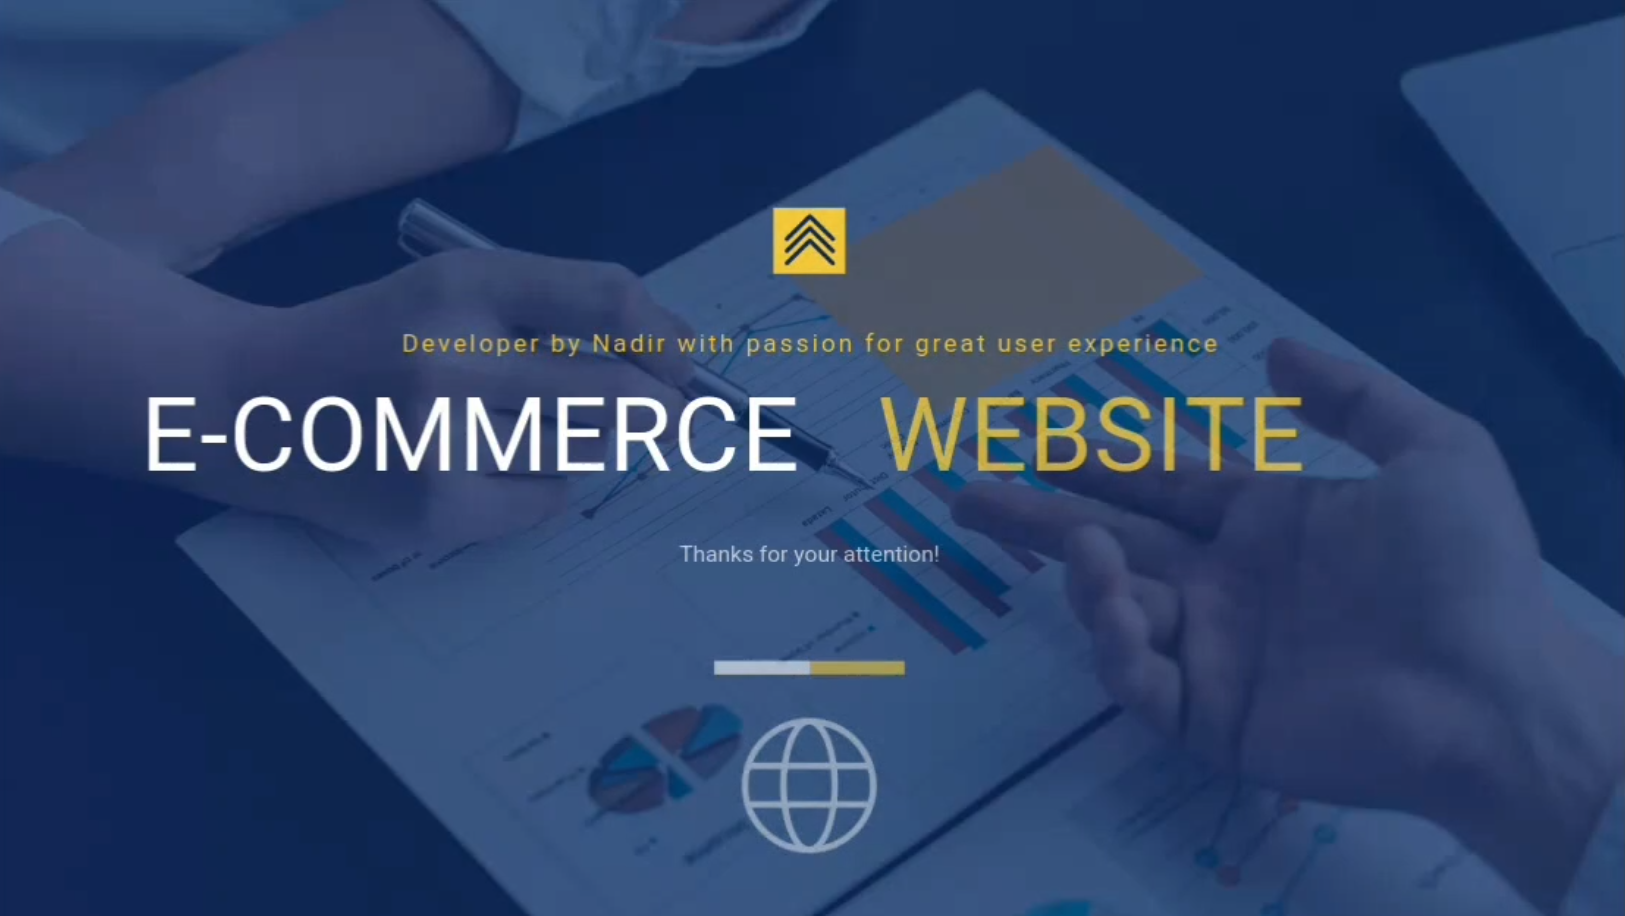 Developer by Nadir with passion for great user experience
E-COMMERCE WEBSITE
Thanks for your attention!